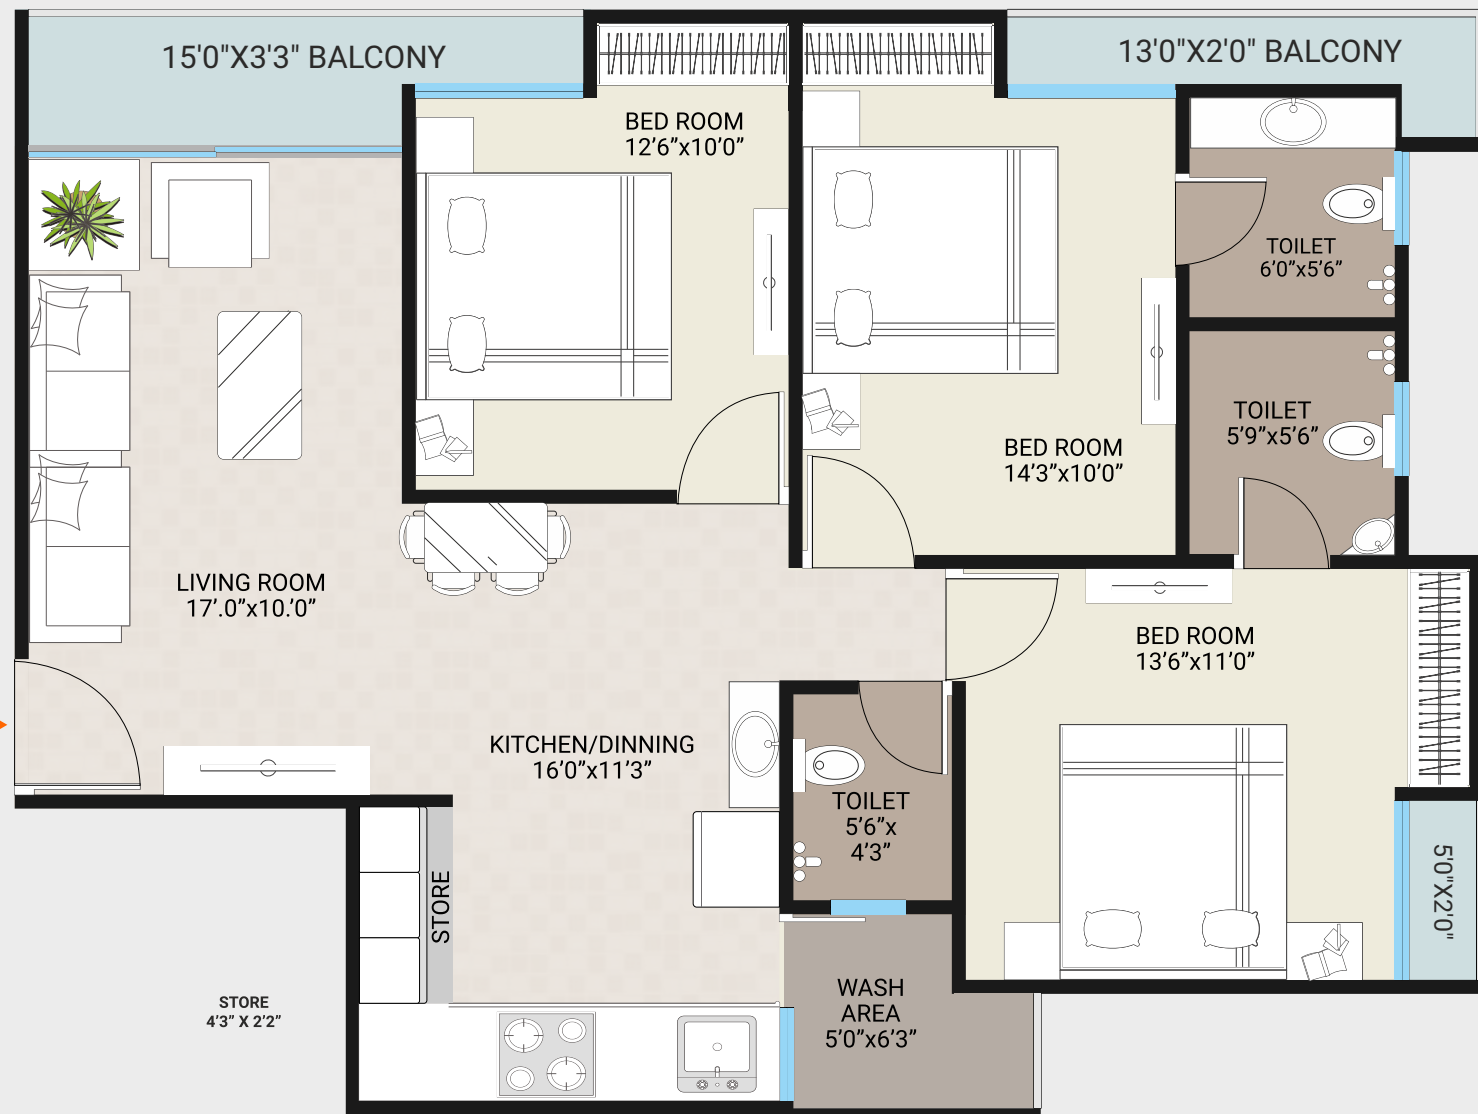 15'0"X3'3" BALCONY
13'0"X2'0" BALCONY
BED ROOM
12’6”x10’0”
TOILET
6’0”x5’6”
TOILET
5’9”x5’6”
BED ROOM
14’3”x10’0”
LIVING ROOM
17’.0”x10.’0”
BED ROOM
13’6”x11’0”
KITCHEN/DINNING
16’0”x11’3”
TOILET
5’6”x
4’3”
STORE
5'0"X2'0"
WASH
AREA
5’0”x6’3”
STORE
4’3” X 2’2”